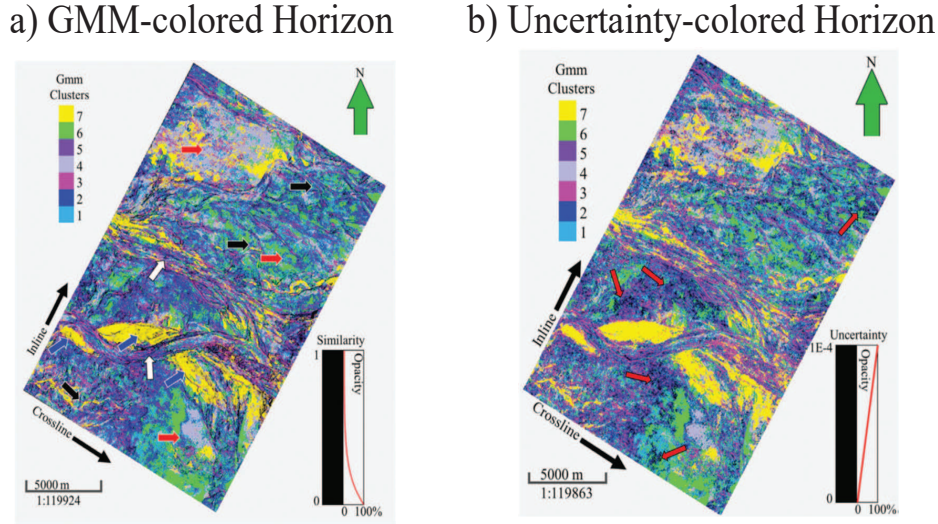 a) GMM-colored Horizon
b) Uncertainty-colored Horizon
Gmm
Clusters
7
6
5
4
3
2
1
N
Inline
Crossline
5000 m
1:119924
Similarity
1
Opacity
0
0 100%
Gmm
Clusters
7
6
5
4
3
2
1
N
Inline
Crossline
5000 m
1:119863
Uncertainty
1E-4
Opacity
0
0 100%